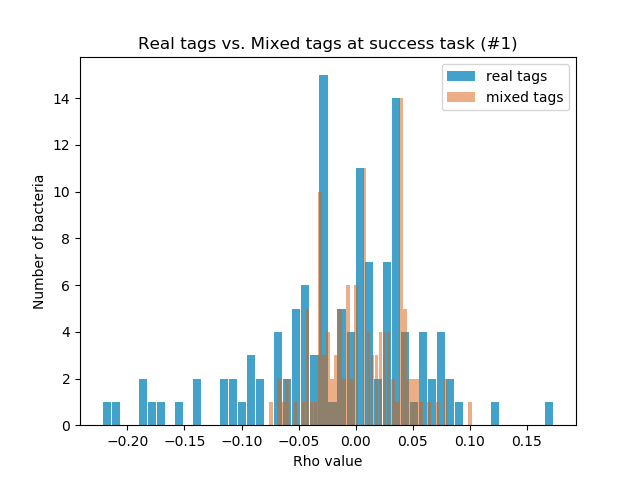 Real tags vs. Mixed tags at success task (#1)
real tags
mixed tags
Number of bacteria
14
12
10
8
6
4
2
0
−0.20 −0.15 −0.10 −0.05 0.00 0.05 0.10 0.15
Rho value